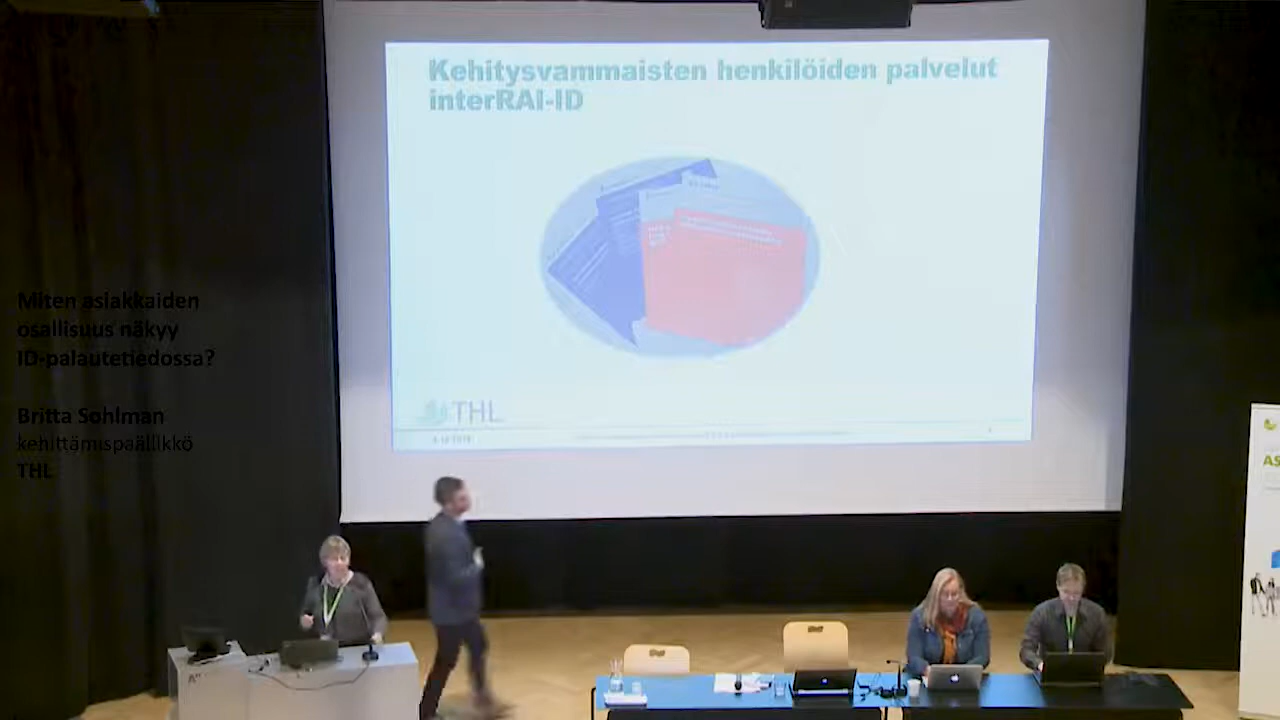 Kehitysvammaisten henkilöiden palvelut
interRAI-ID
THL
Miten asiakkaiden
osallisuus näkyy
ID-palautetiedossa?
Britta Sohlman
kehittämispäällikkö
THL